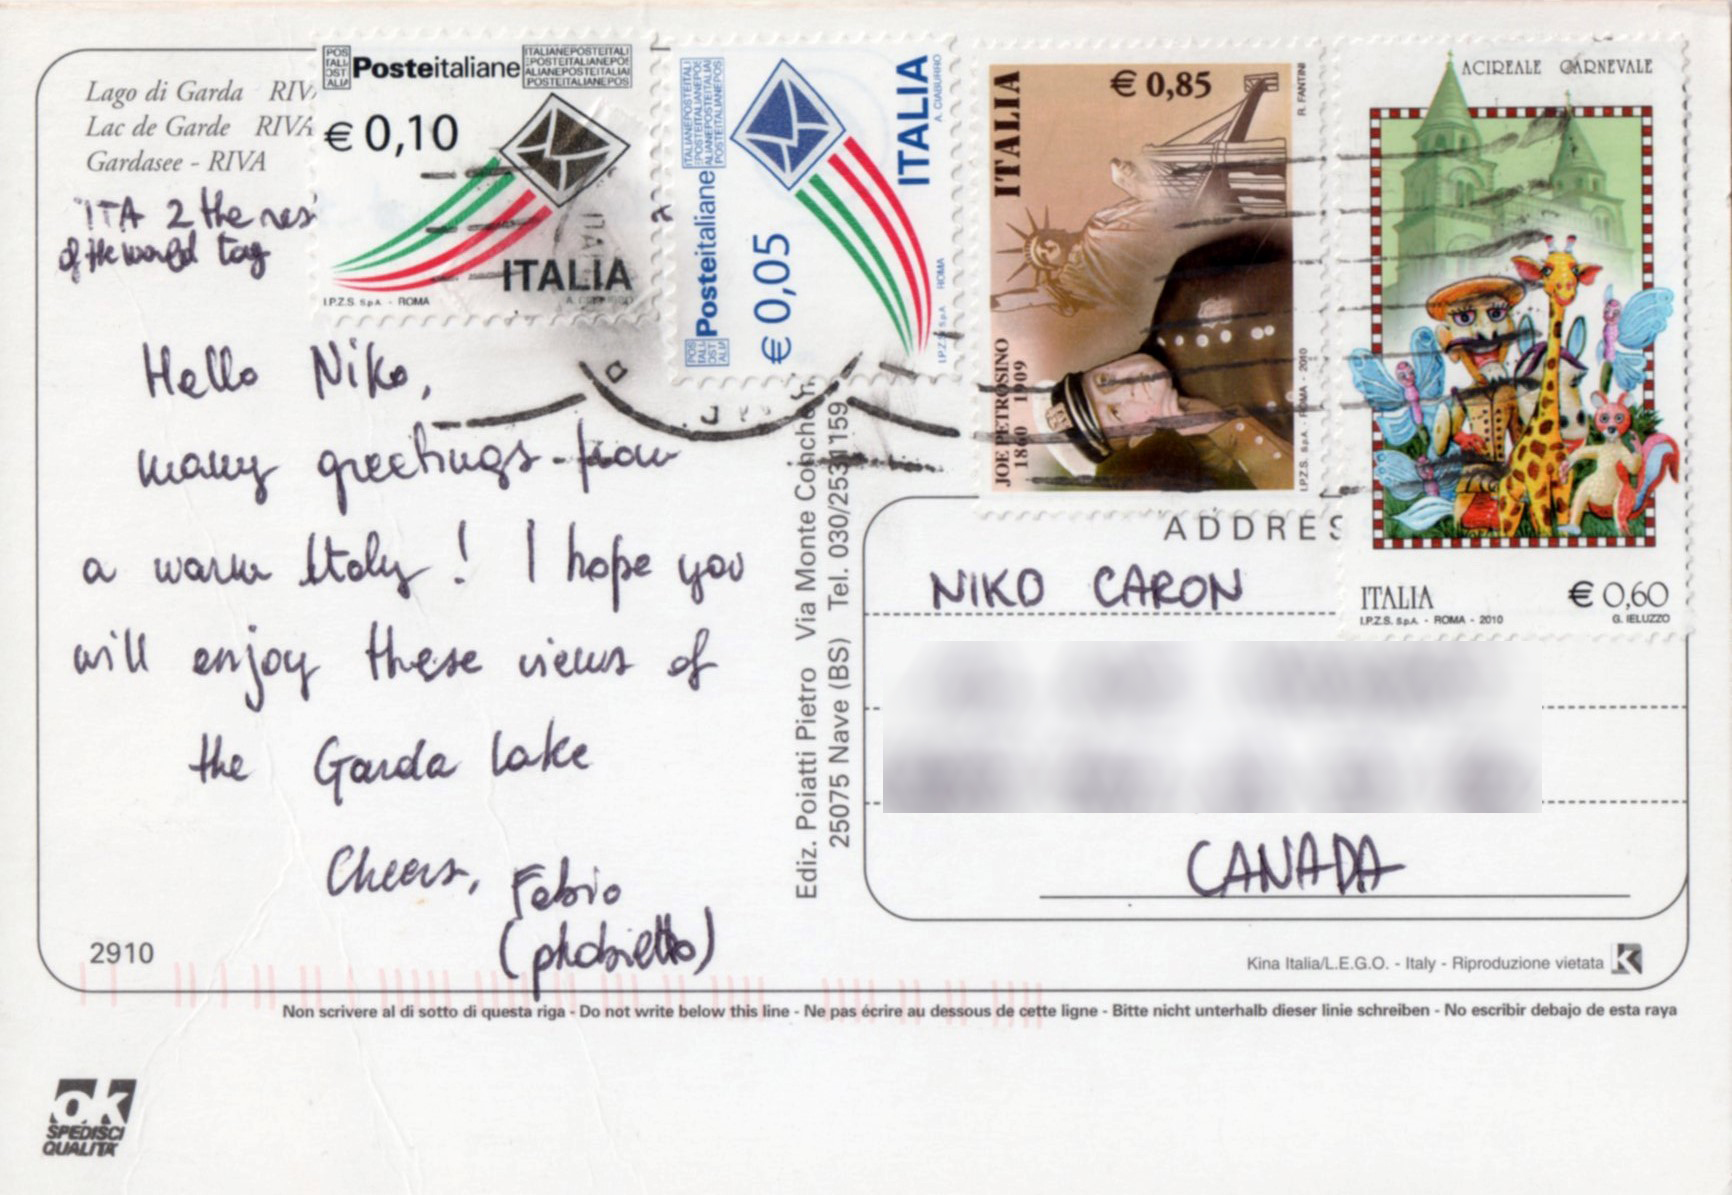 Lago di Garda RIVA
Lac de Garde RIVA
Gardasee - RIVA
ITA 2 the res
of the world tag
Hello Niko,
many greetings from
a warm Italy! I hope you
will enjoy these views of
the Garda lake
Cheers, Fabio
(phabietto)
2910
Posteitaliane
€ 0,10
ITALIA
I.P.Z.S. S.p.A. - ROMA
Posteitaliane
€ 0,05
ITALIA
A. CIABURRO
I.P.Z.S. S.p.A. ROMA
ITALIA
€ 0,85
R. FANTINI
JOE PETROSINO
1860 1909
I.P.Z.S. S.p.A. - ROMA - 2010
ACIREALE CARNEVALE
ITALIA
€ 0,60
I.P.Z.S. S.p.A. - ROMA - 2010
G. IELUZZO
Ediz. Poiatti Pietro Via Monte Conche
25075 Nave (BS) Tel. 030/2531159
ADDRES
NIKO CARON
CANADA
Kina Italia/L.E.G.O. - Italy - Riproduzione vietata
Non scrivere al di sotto di questa riga - Do not write below this line - Ne pas écrire au dessous de cette ligne - Bitte nicht unterhalb dieser linie schreiben - No escribir debajo de esta raya
ok
SPEDISCI
QUALITA'